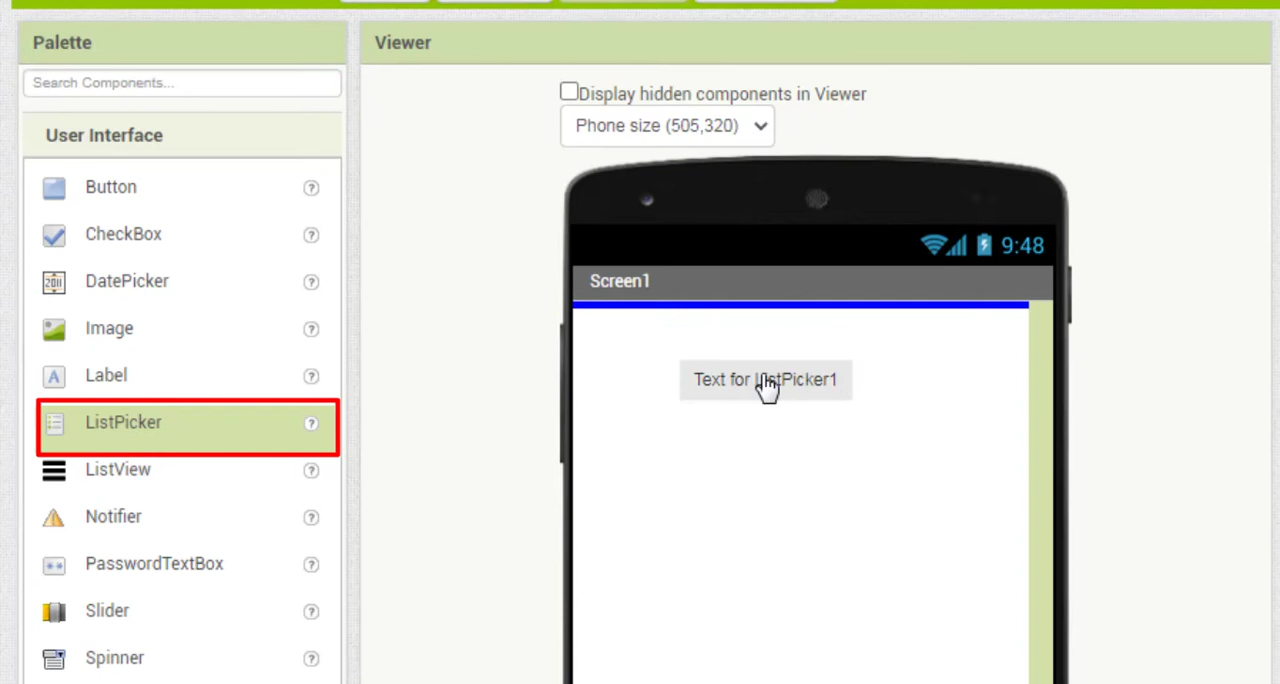 Palette
Search Components...
User Interface
Button ?
CheckBox ?
2011 DatePicker ?
Image ?
A Label ?
ListPicker ?
ListView ?
Notifier ?
PasswordTextBox ?
Slider ?
Spinner ?
Viewer
Display hidden components in Viewer
Phone size (505,320)
9:48
Screen1
Text for ListPicker1